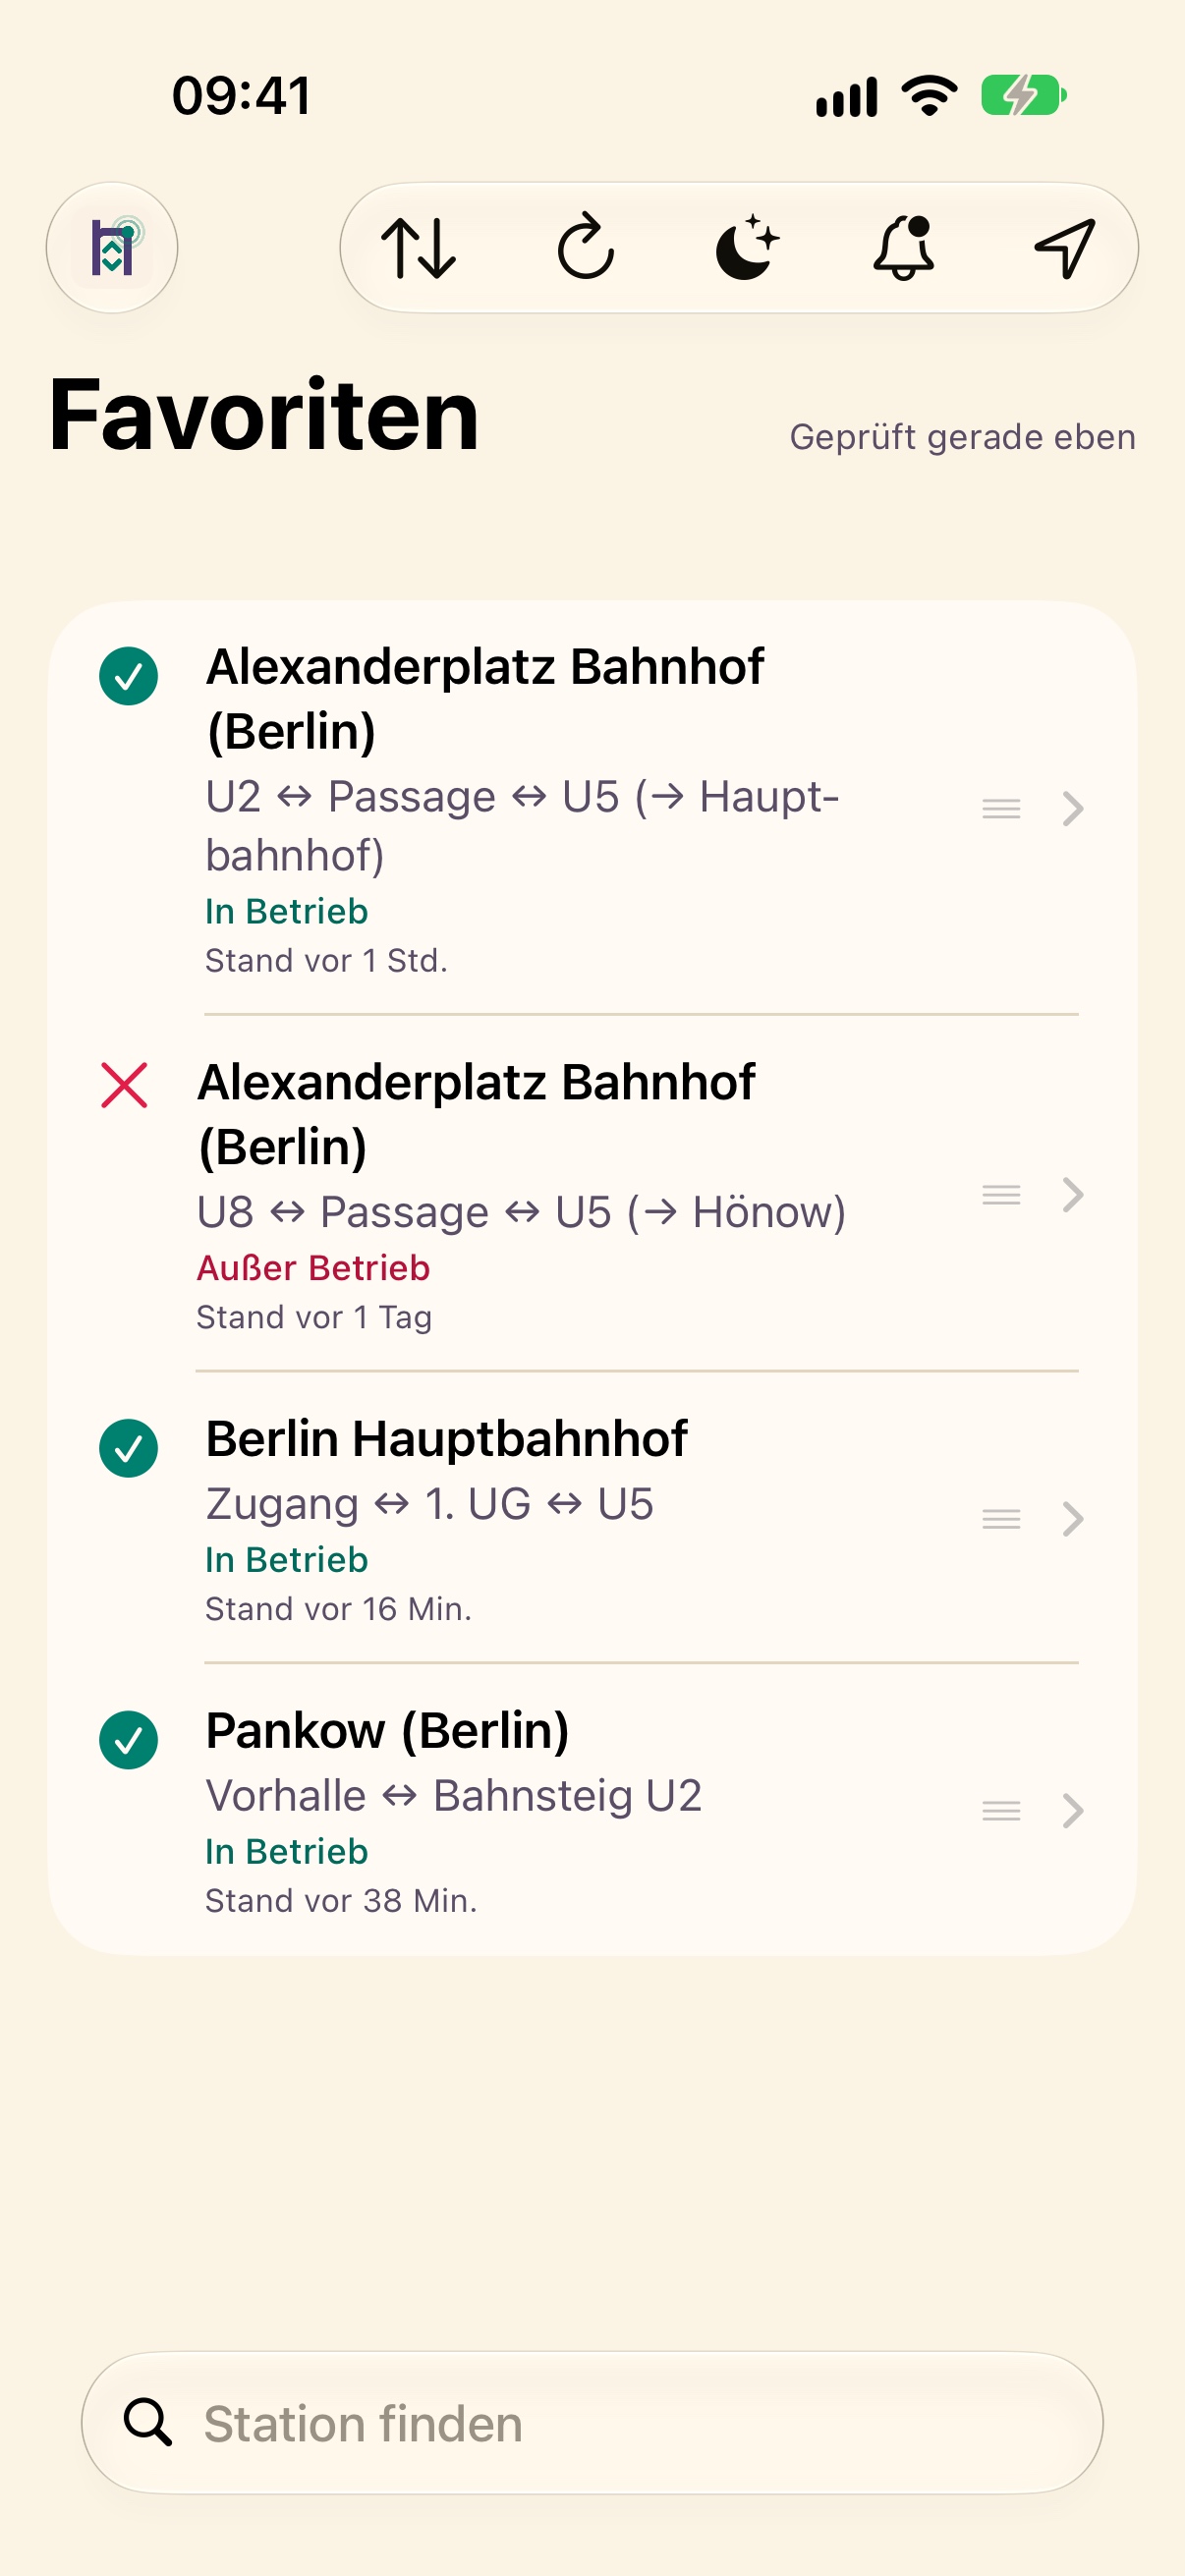 09:41
Favoriten
Geprüft gerade eben
Alexanderplatz Bahnhof
(Berlin)
U2 ↔ Passage ↔ U5 (→ Haupt-
bahnhof)
In Betrieb
Stand vor 1 Std.
Alexanderplatz Bahnhof
(Berlin)
U8 ↔ Passage ↔ U5 (→ Hönow)
Außer Betrieb
Stand vor 1 Tag
Berlin Hauptbahnhof
Zugang ↔ 1. UG ↔ U5
In Betrieb
Stand vor 16 Min.
Pankow (Berlin)
Vorhalle ↔ Bahnsteig U2
In Betrieb
Stand vor 38 Min.
Station finden